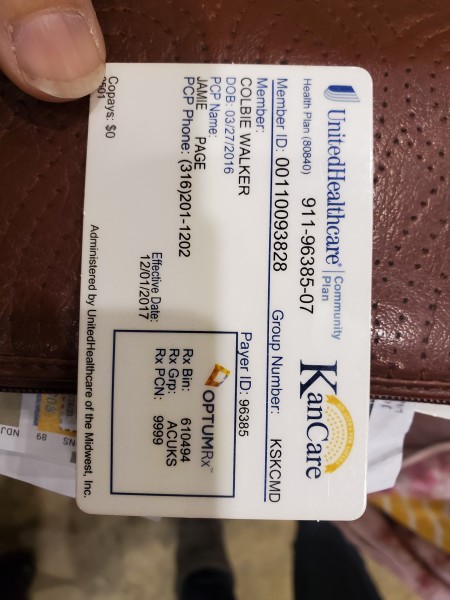 UnitedHealthcare® | Community Plan
KanCare
Health Plan (80840) 911-96385-07
Member ID: 00110093828 Group Number: KSKCMD
Member:
COLBIE WALKER
DOB: 03/27/2016
PCP Name:
JAMIE PAGE
PCP Phone: (316)201-1202
Payer ID: 96385
OPTUMRx™
Rx Bin: 610494
Rx Grp: ACUKS
Rx PCN: 9999
Effective Date:
12/01/2017
Copays: $0
Administered by UnitedHealthcare of the Midwest, Inc.